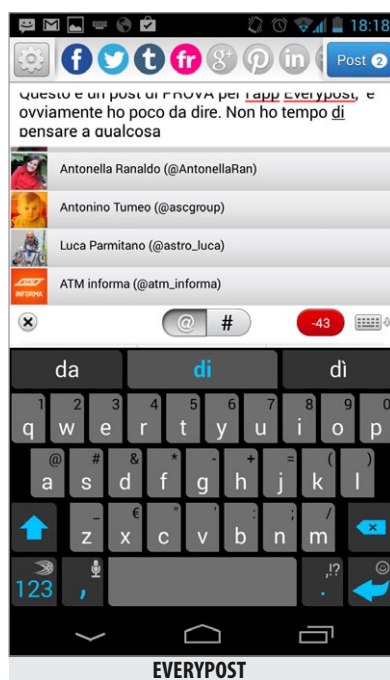 18:18
f t fr g+ p in Post 2
Questo è un post di PROVA per l'app Everypost, e
ovviamente ho poco da dire. Non ho tempo di
pensare a qualcosa
Antonella Ranaldo (@AntonellaRan)
Antonino Tumeo (@ascgroup)
Luca Parmitano (@astro_luca)
INFORMA ATM informa (@atm_informa)
@ # -43
da di dì
1 2 3 4 5 6 7 8 9 0
q w e r t y u i o p
@ # & * - + = ( )
a s d f g h j k l
_ € " ' : ; /
z x c v b n m
,!?
123 , .
EVERYPOST